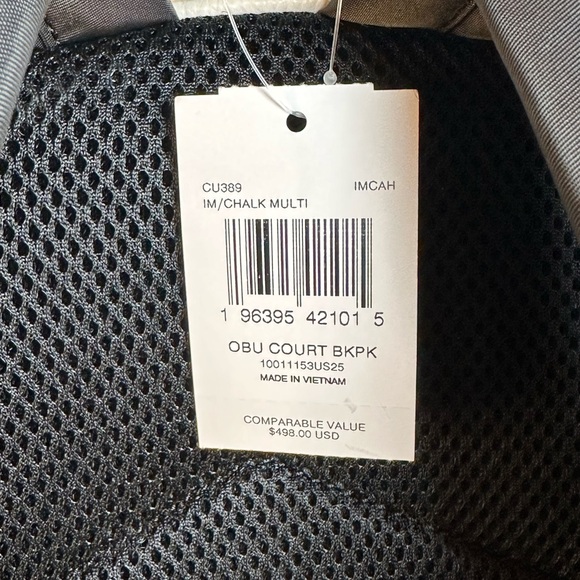 CU389 IMCAH
IM/CHALK MULTI
1 96395 42101 5
OBU COURT BKPK
10011153US25
MADE IN VIETNAM
COMPARABLE VALUE
$498.00 USD